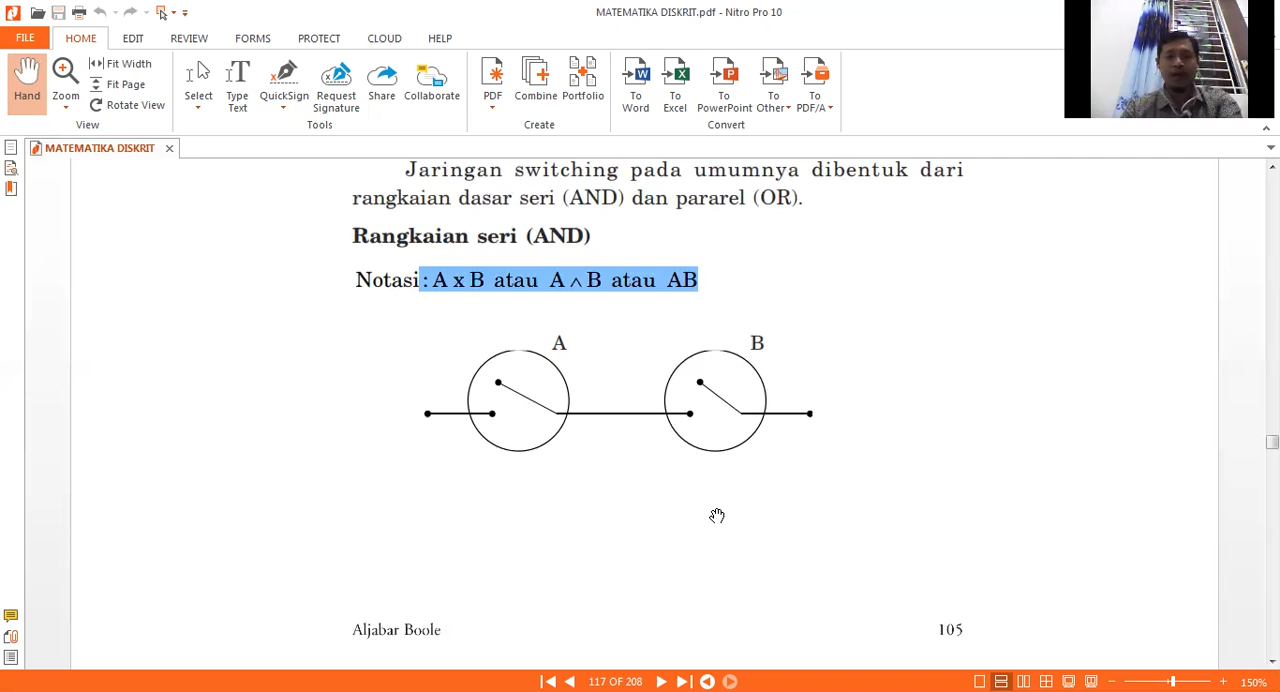 MATEMATIKA DISKRIT.pdf - Nitro Pro 10
FILE HOME EDIT REVIEW FORMS PROTECT CLOUD HELP
Hand
Zoom
Fit Width
Fit Page
Rotate View
View
Select
Type Text
QuickSign
Request Signature
Share
Collaborate
Tools
PDF
Combine
Portfolio
Create
To Word
To Excel
To PowerPoint
To Other
To PDF/A
Convert
MATEMATIKA DISKRIT
Jaringan switching pada umumnya dibentuk dari
rangkaian dasar seri (AND) dan pararel (OR).
Rangkaian seri (AND)
Notasi : A x B atau A ∧ B atau AB
A B
Aljabar Boole 105
117 OF 208
150%